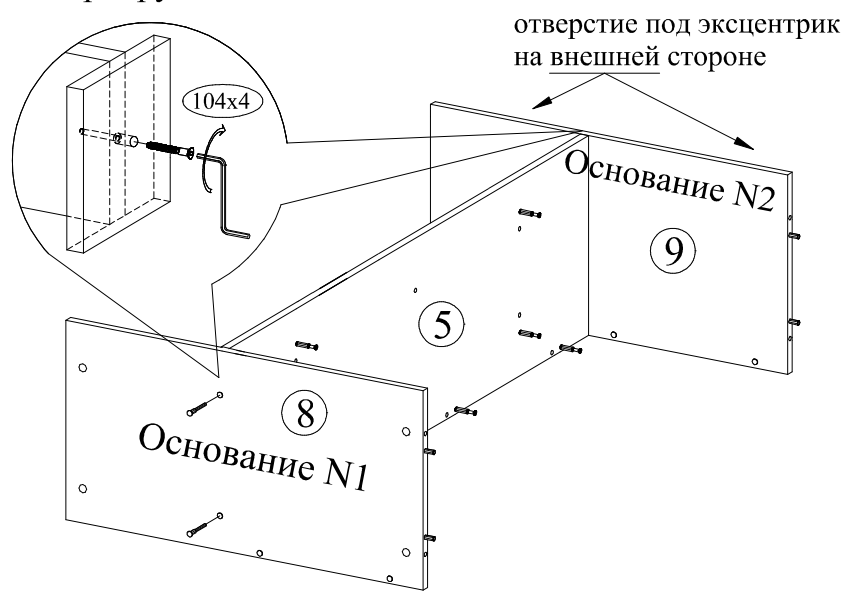 отверстие под эксцентрик
на внешней стороне
104x4
Основание N2
9
5
8
Основание N1